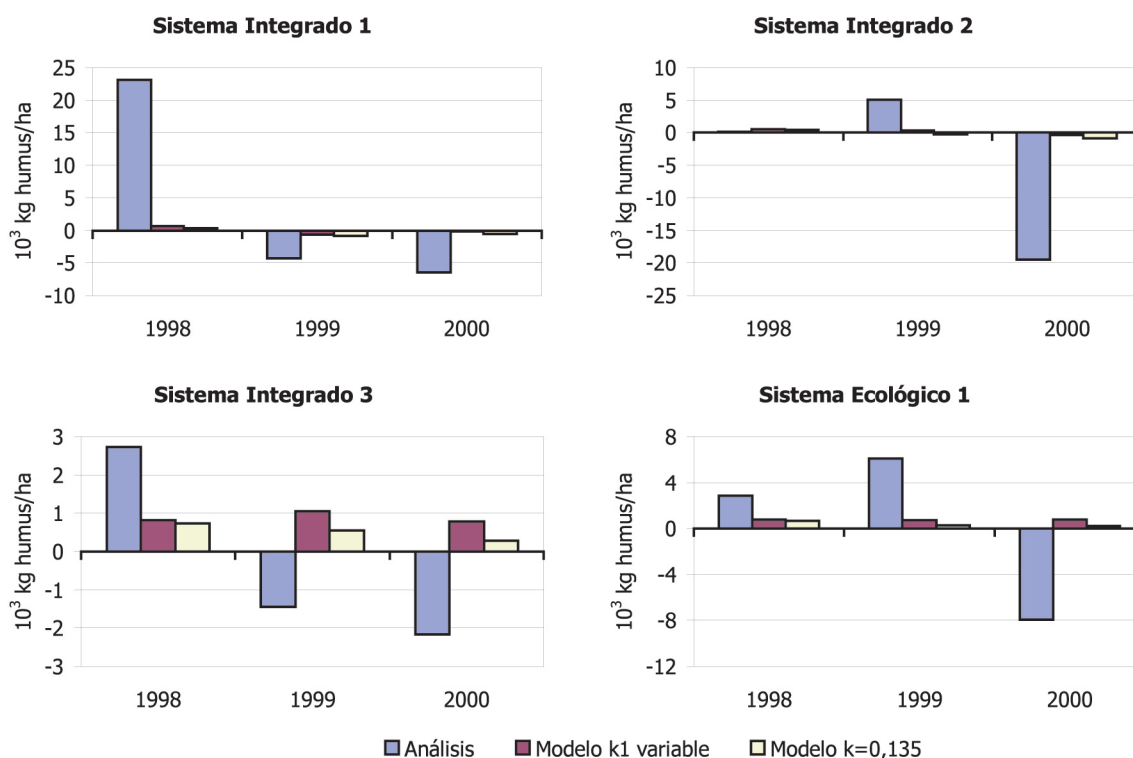 Sistema Integrado 1
10³ kg humus/ha
25
20
15
10
5
0
-5
-10
1998 1999 2000
Sistema Integrado 2
10³ kg humus/ha
10
5
0
-5
-10
-15
-20
-25
1998 1999 2000
Sistema Integrado 3
10³ kg humus/ha
3
2
1
0
-1
-2
-3
1998 1999 2000
Sistema Ecológico 1
10³ kg humus/ha
8
4
0
-4
-8
-12
1998 1999 2000
Análisis Modelo k1 variable Modelo k=0,135